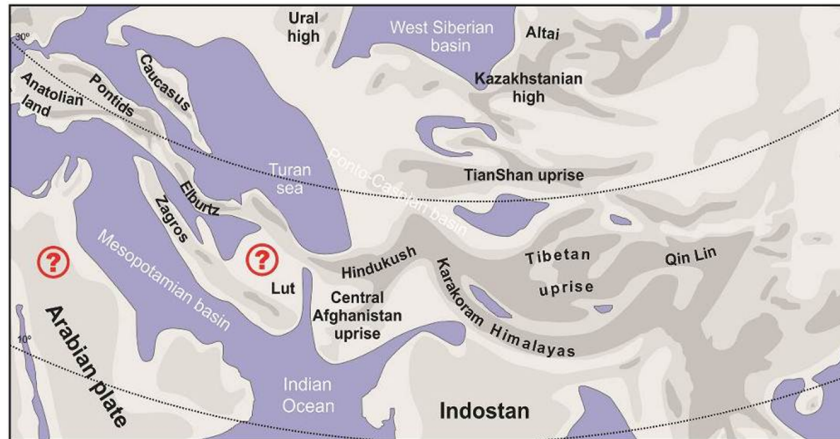 Ural
high
West Siberian
basin
Altai
30º
Caucasus
Kazakhstanian
high
Pontids
Anatolian
land
Turan
sea
Ponto-Caspian basin
TianShan uprise
Elburtz
Zagros
?
?
Mesopotamian basin
Lut
Hindukush
Tibetan
uprise
Qin Lin
Central
Afghanistan
uprise
Karakoram Himalayas
10º
Arabian plate
Indian
Ocean
Indostan